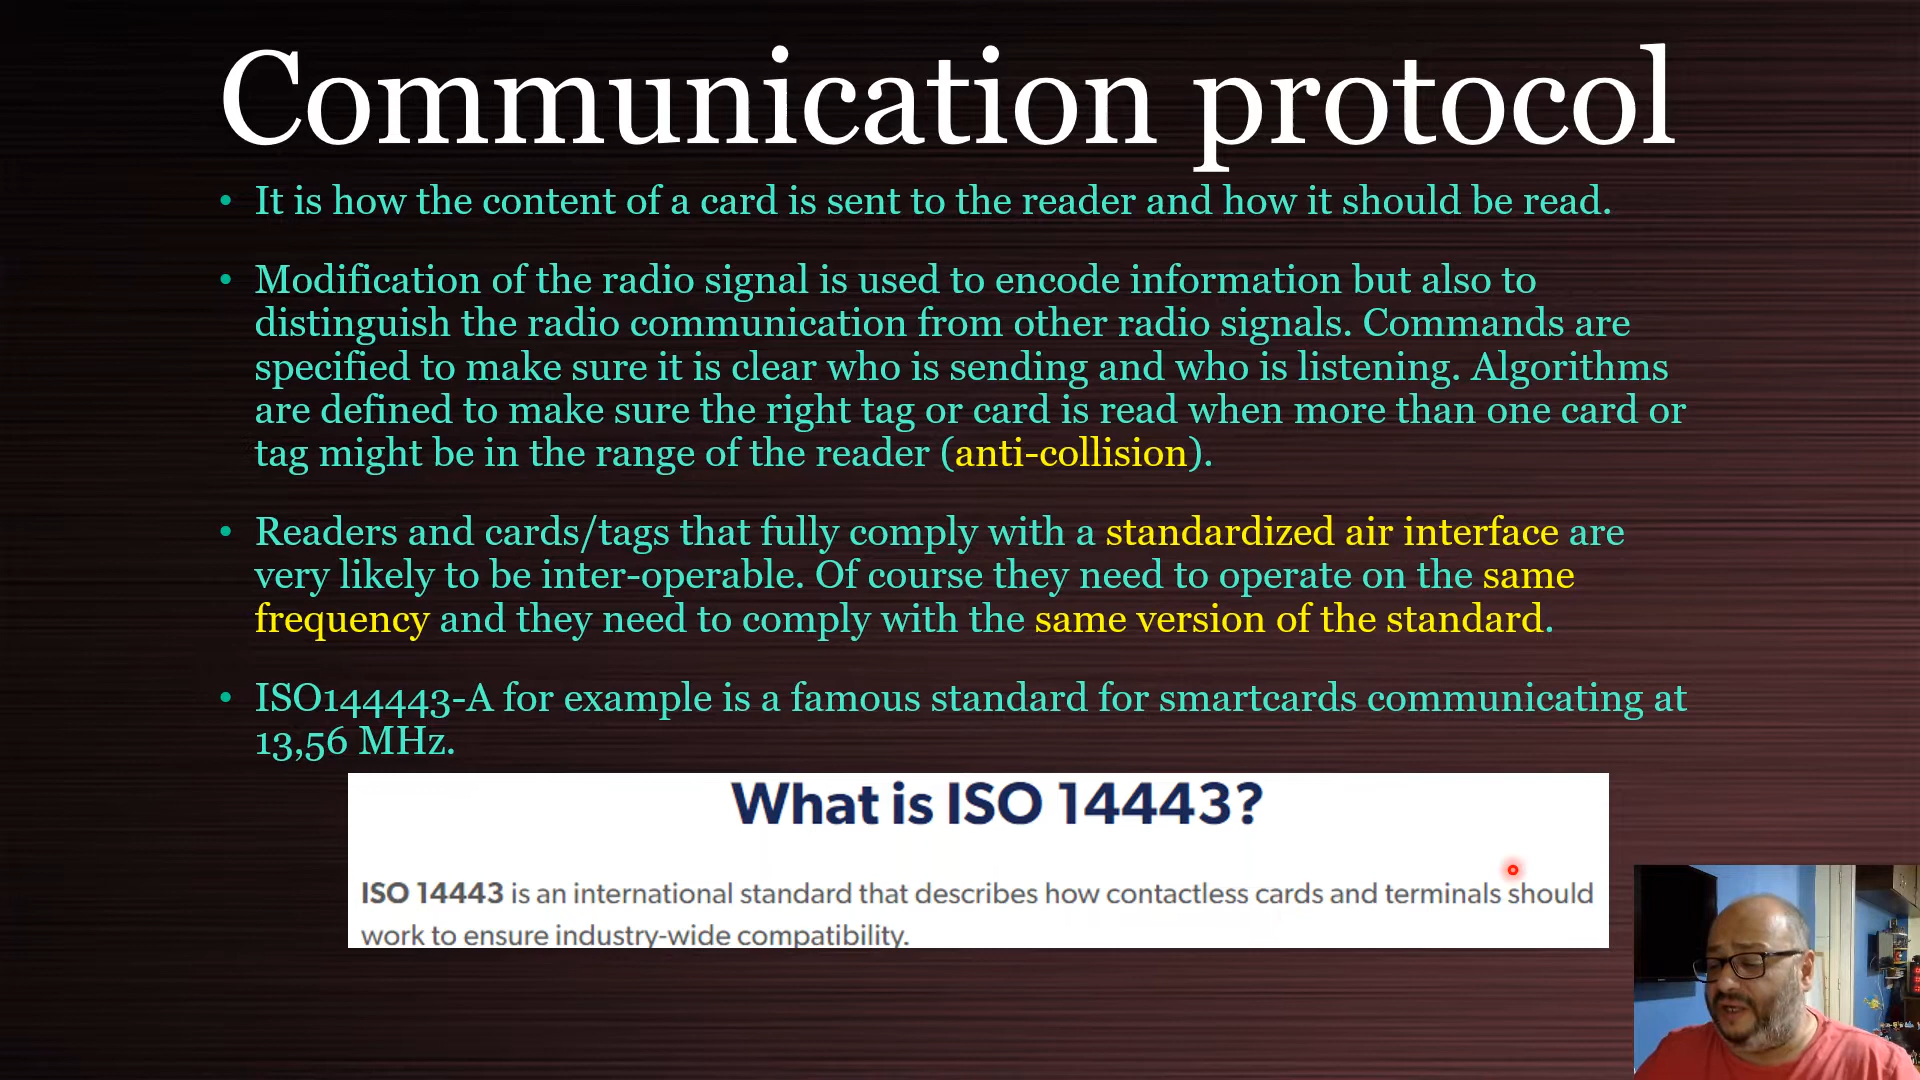 Communication protocol
• It is how the content of a card is sent to the reader and how it should be read.
• Modification of the radio signal is used to encode information but also to
distinguish the radio communication from other radio signals. Commands are
specified to make sure it is clear who is sending and who is listening. Algorithms
are defined to make sure the right tag or card is read when more than one card or
tag might be in the range of the reader (anti-collision).
• Readers and cards/tags that fully comply with a standardized air interface are
very likely to be inter-operable. Of course they need to operate on the same
frequency and they need to comply with the same version of the standard.
• ISO144443-A for example is a famous standard for smartcards communicating at
13,56 MHz.
What is ISO 14443?
ISO 14443 is an international standard that describes how contactless cards and terminals should
work to ensure industry-wide compatibility.